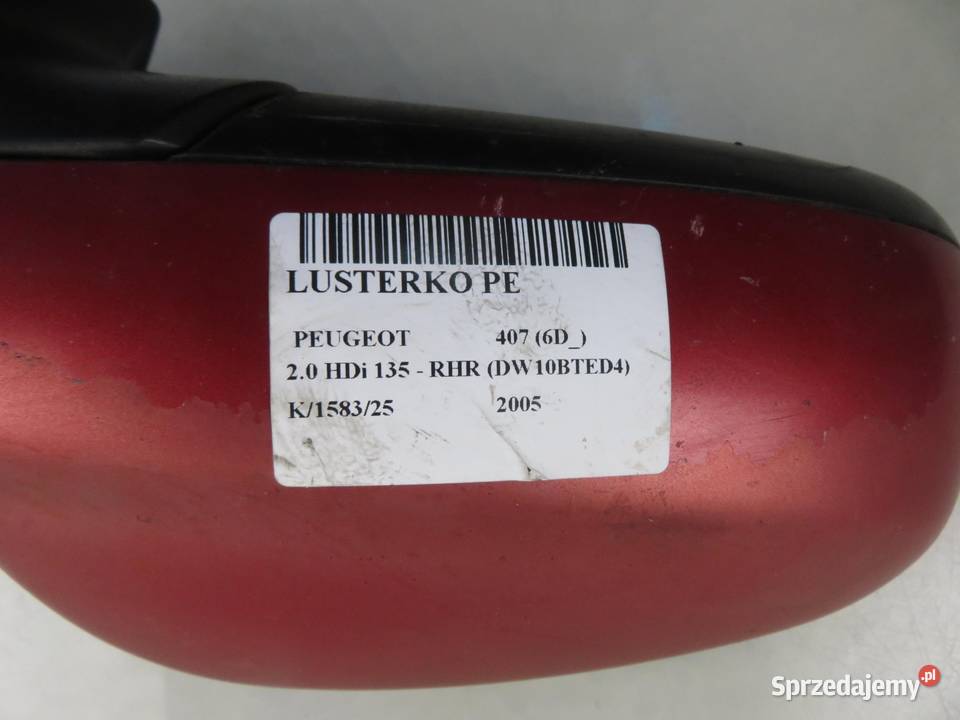 LUSTERKO PE
PEUGEOT 407 (6D_)
2.0 HDi 135 - RHR (DW10BTED4)
K/1583/25 2005
Sprzedajemy.pl